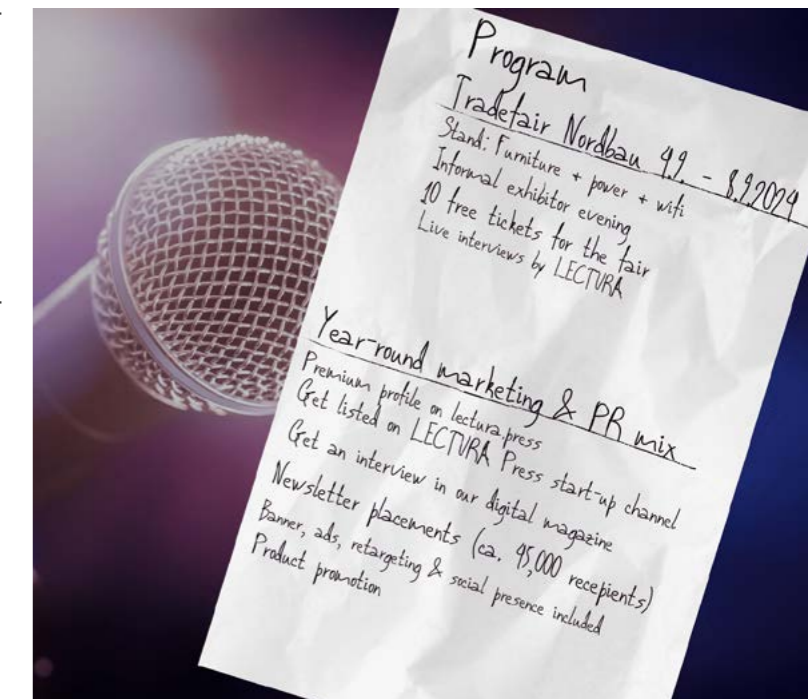 Program
Tradefair Nordbau 4.9. - 8.9.2024
Stand: Furniture + power + wifi
Informal exhibitor evening
10 free tickets for the fair
Live interviews by LECTURA
Year-round marketing & PR mix
Premium profile on lectura.press
Get listed on LECTURA Press start-up channel
Get an interview in our digital magazine
Newsletter placements (ca. 45,000 recepients)
Banner, ads, retargeting & social presence included
Product promotion